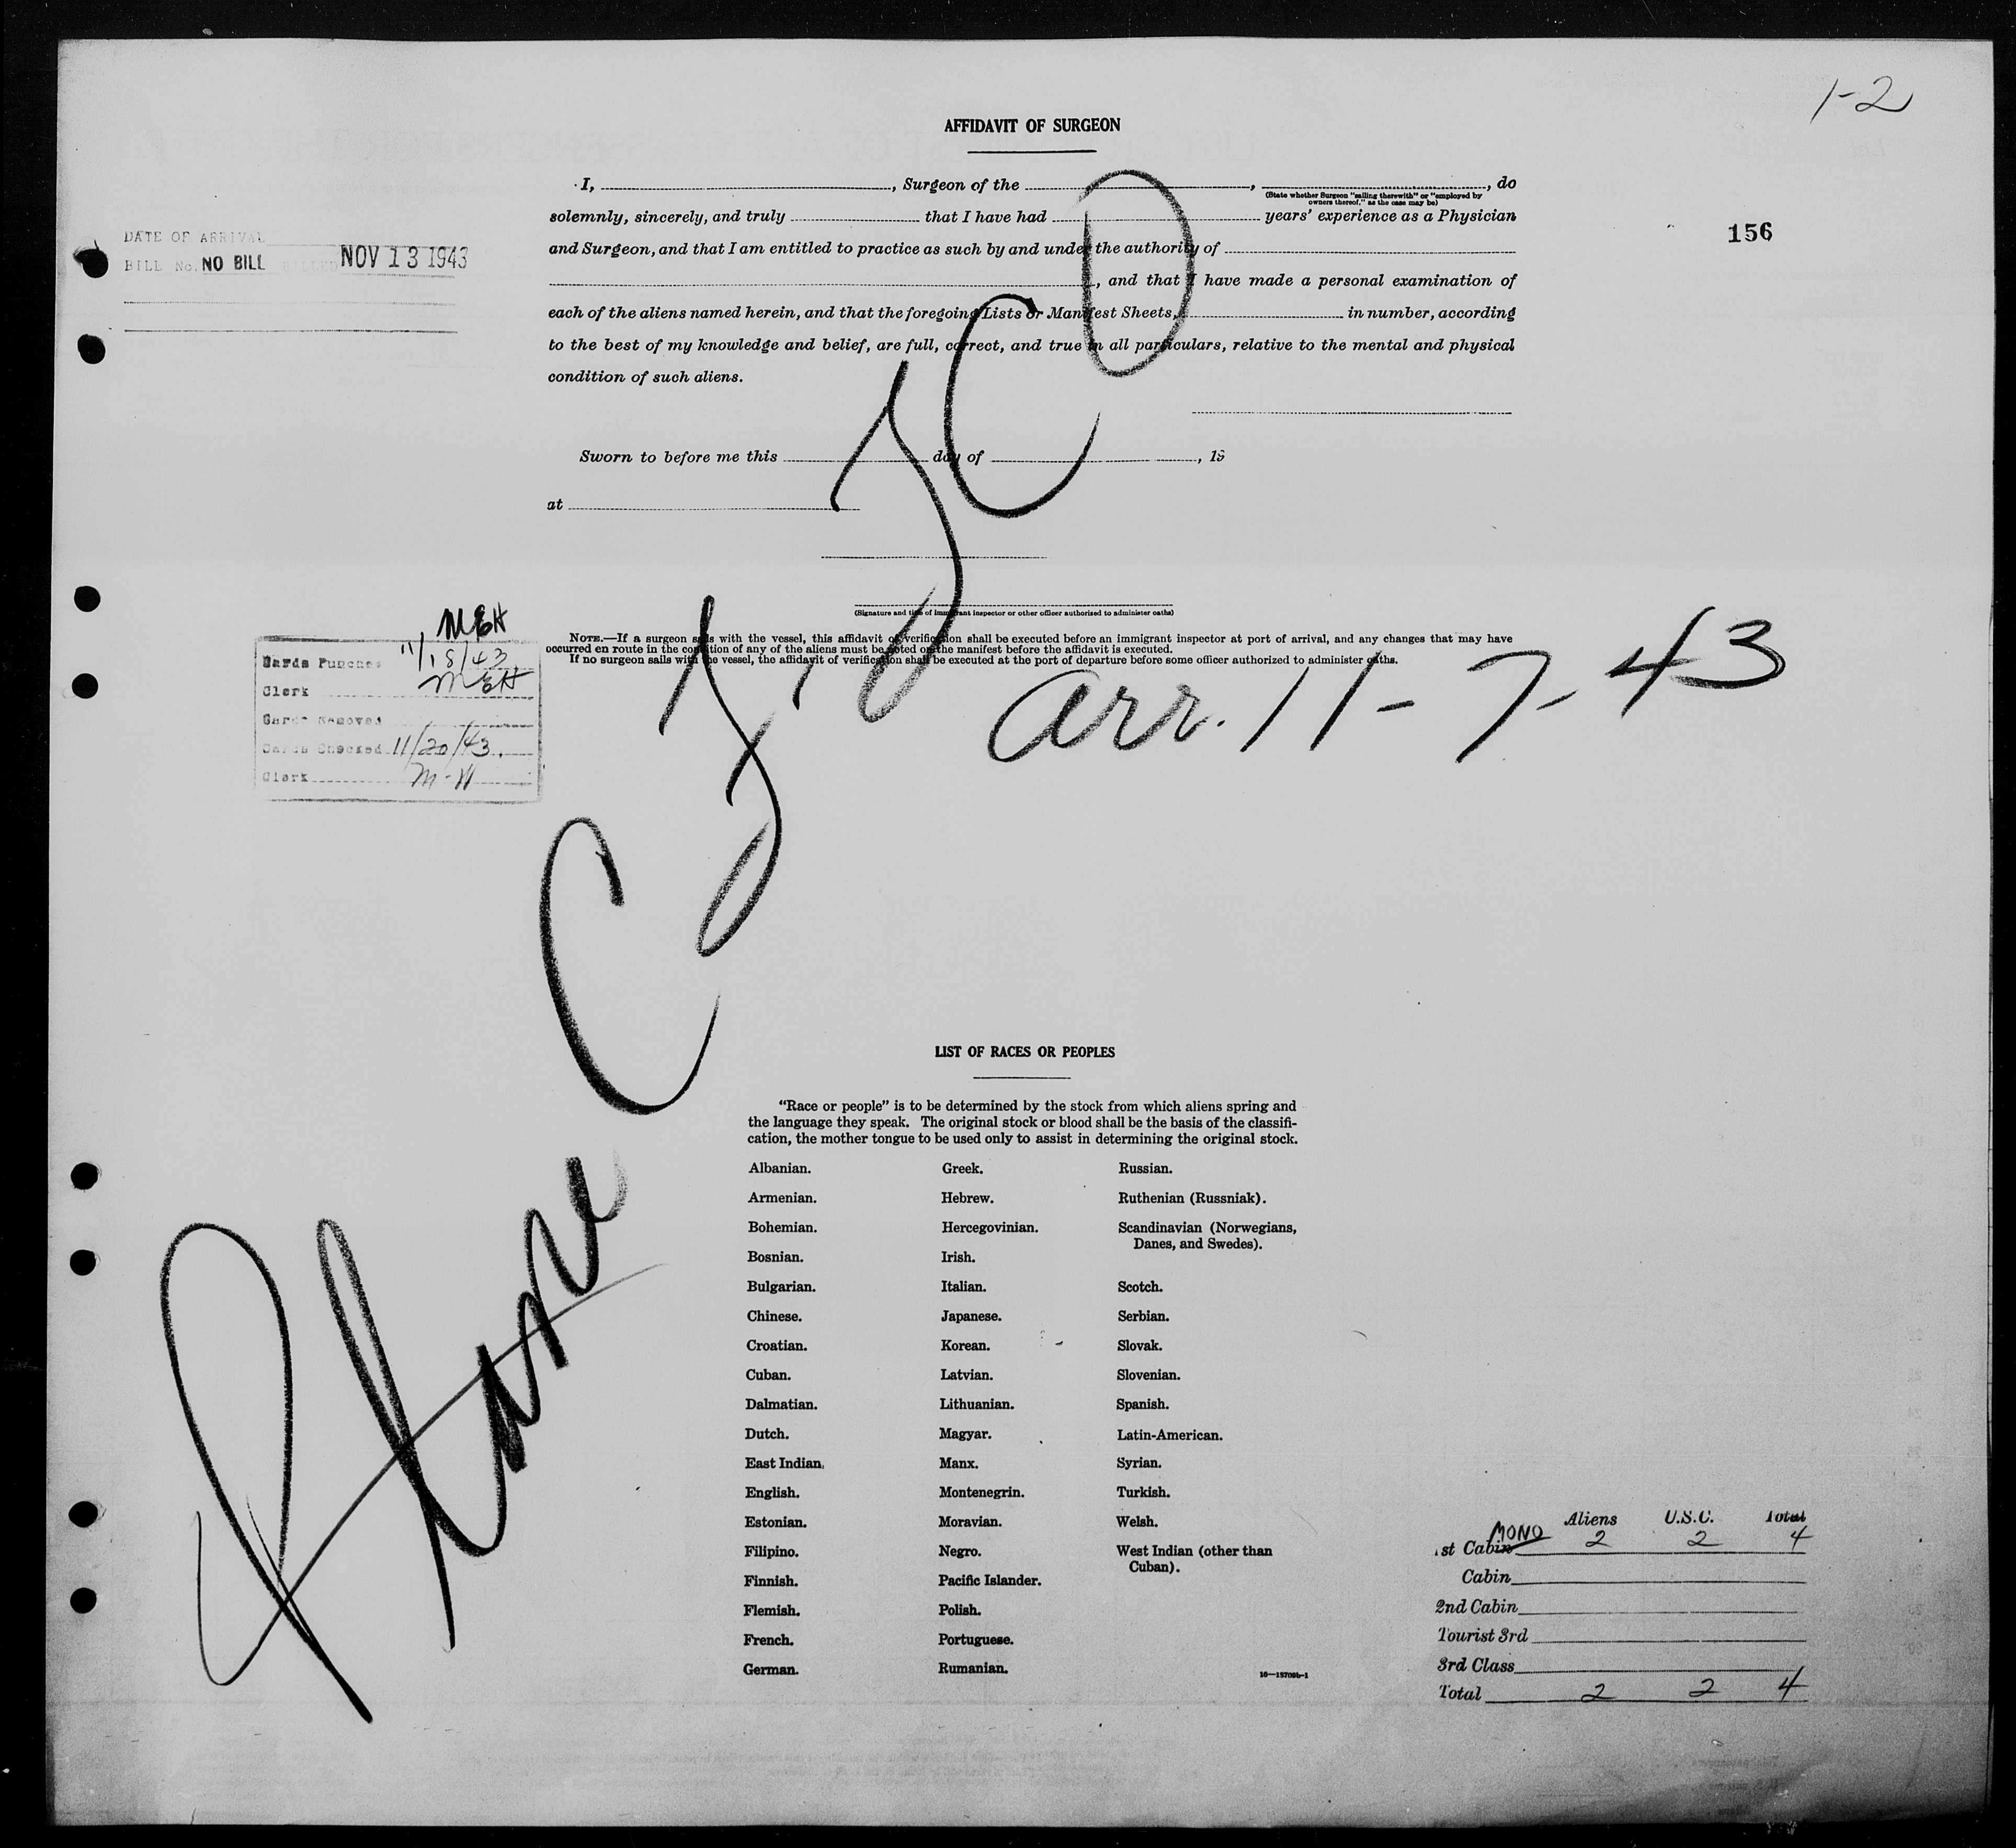 1-2
AFFIDAVIT OF SURGEON
I, , Surgeon of the , , do
(State whether Surgeon "sailing therewith" or "employed by
owners thereof," as the case may be)
solemnly, sincerely, and truly that I have had years' experience as a Physician
and Surgeon, and that I am entitled to practice as such by and under the authority of
, and that I have made a personal examination of
each of the aliens named herein, and that the foregoing Lists or Manifest Sheets, in number, according
to the best of my knowledge and belief, are full, correct, and true in all particulars, relative to the mental and physical
condition of such aliens.
156
DATE OF ARRIVAL
BILL No. NO BILL BILLED NOV 13 1943
Sworn to before me this day of , 19
at
(Signature and title of immigrant inspector or other officer authorized to administer oaths)
NOTE.—If a surgeon sails with the vessel, this affidavit of verification shall be executed before an immigrant inspector at port of arrival, and any changes that may have
occurred en route in the condition of any of the aliens must be noted on the manifest before the affidavit is executed.
If no surgeon sails with the vessel, the affidavit of verification shall be executed at the port of departure before some officer authorized to administer oaths.
MEH
Cards Punched 11/18/43
Clerk MEH
Cards Removed
Cards Checked 11/20/43.
Clerk M-H
Plane
arr. 11-7-43
LIST OF RACES OR PEOPLES
"Race or people" is to be determined by the stock from which aliens spring and
the language they speak. The original stock or blood shall be the basis of the classifi-
cation, the mother tongue to be used only to assist in determining the original stock.
Albanian. Greek. Russian.
Armenian. Hebrew. Ruthenian (Russniak).
Bohemian. Hercegovinian. Scandinavian (Norwegians,
Danes, and Swedes).
Bosnian. Irish.
Bulgarian. Italian. Scotch.
Chinese. Japanese. Serbian.
Croatian. Korean. Slovak.
Cuban. Latvian. Slovenian.
Dalmatian. Lithuanian. Spanish.
Dutch. Magyar. Latin-American.
East Indian. Manx. Syrian.
English. Montenegrin. Turkish.
Estonian. Moravian. Welsh.
Filipino. Negro. West Indian (other than
Cuban).
Finnish. Pacific Islander.
Flemish. Polish.
French. Portuguese.
German. Rumanian.
Aliens U.S.C. Total
MONO
1st Cabin 2 2 4
Cabin
2nd Cabin
Tourist 3rd
3rd Class
Total 2 2 4